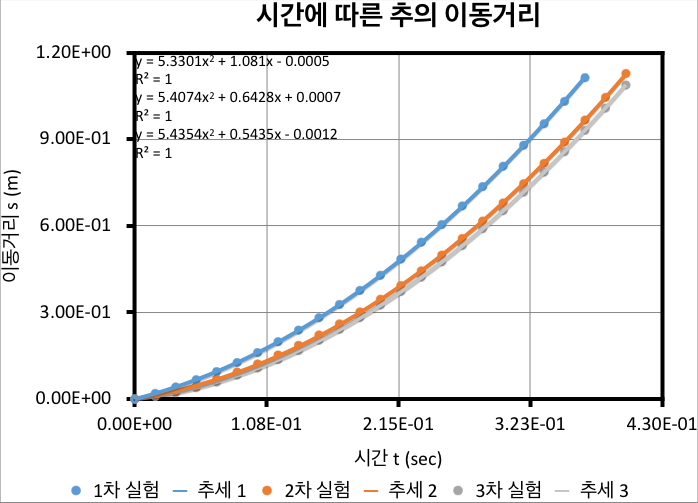 시간에 따른 추의 이동거리
1.20E+00
y = 5.3301x² + 1.081x - 0.0005
R² = 1
y = 5.4074x² + 0.6428x + 0.0007
R² = 1
9.00E-01
y = 5.4354x² + 0.5435x - 0.0012
R² = 1
이동거리 s (m)
6.00E-01
3.00E-01
0.00E+00
0.00E+00 1.08E-01 2.15E-01 3.23E-01 4.30E-01
시간 t (sec)
1차 실험 추세 1 2차 실험 추세 2 3차 실험 추세 3